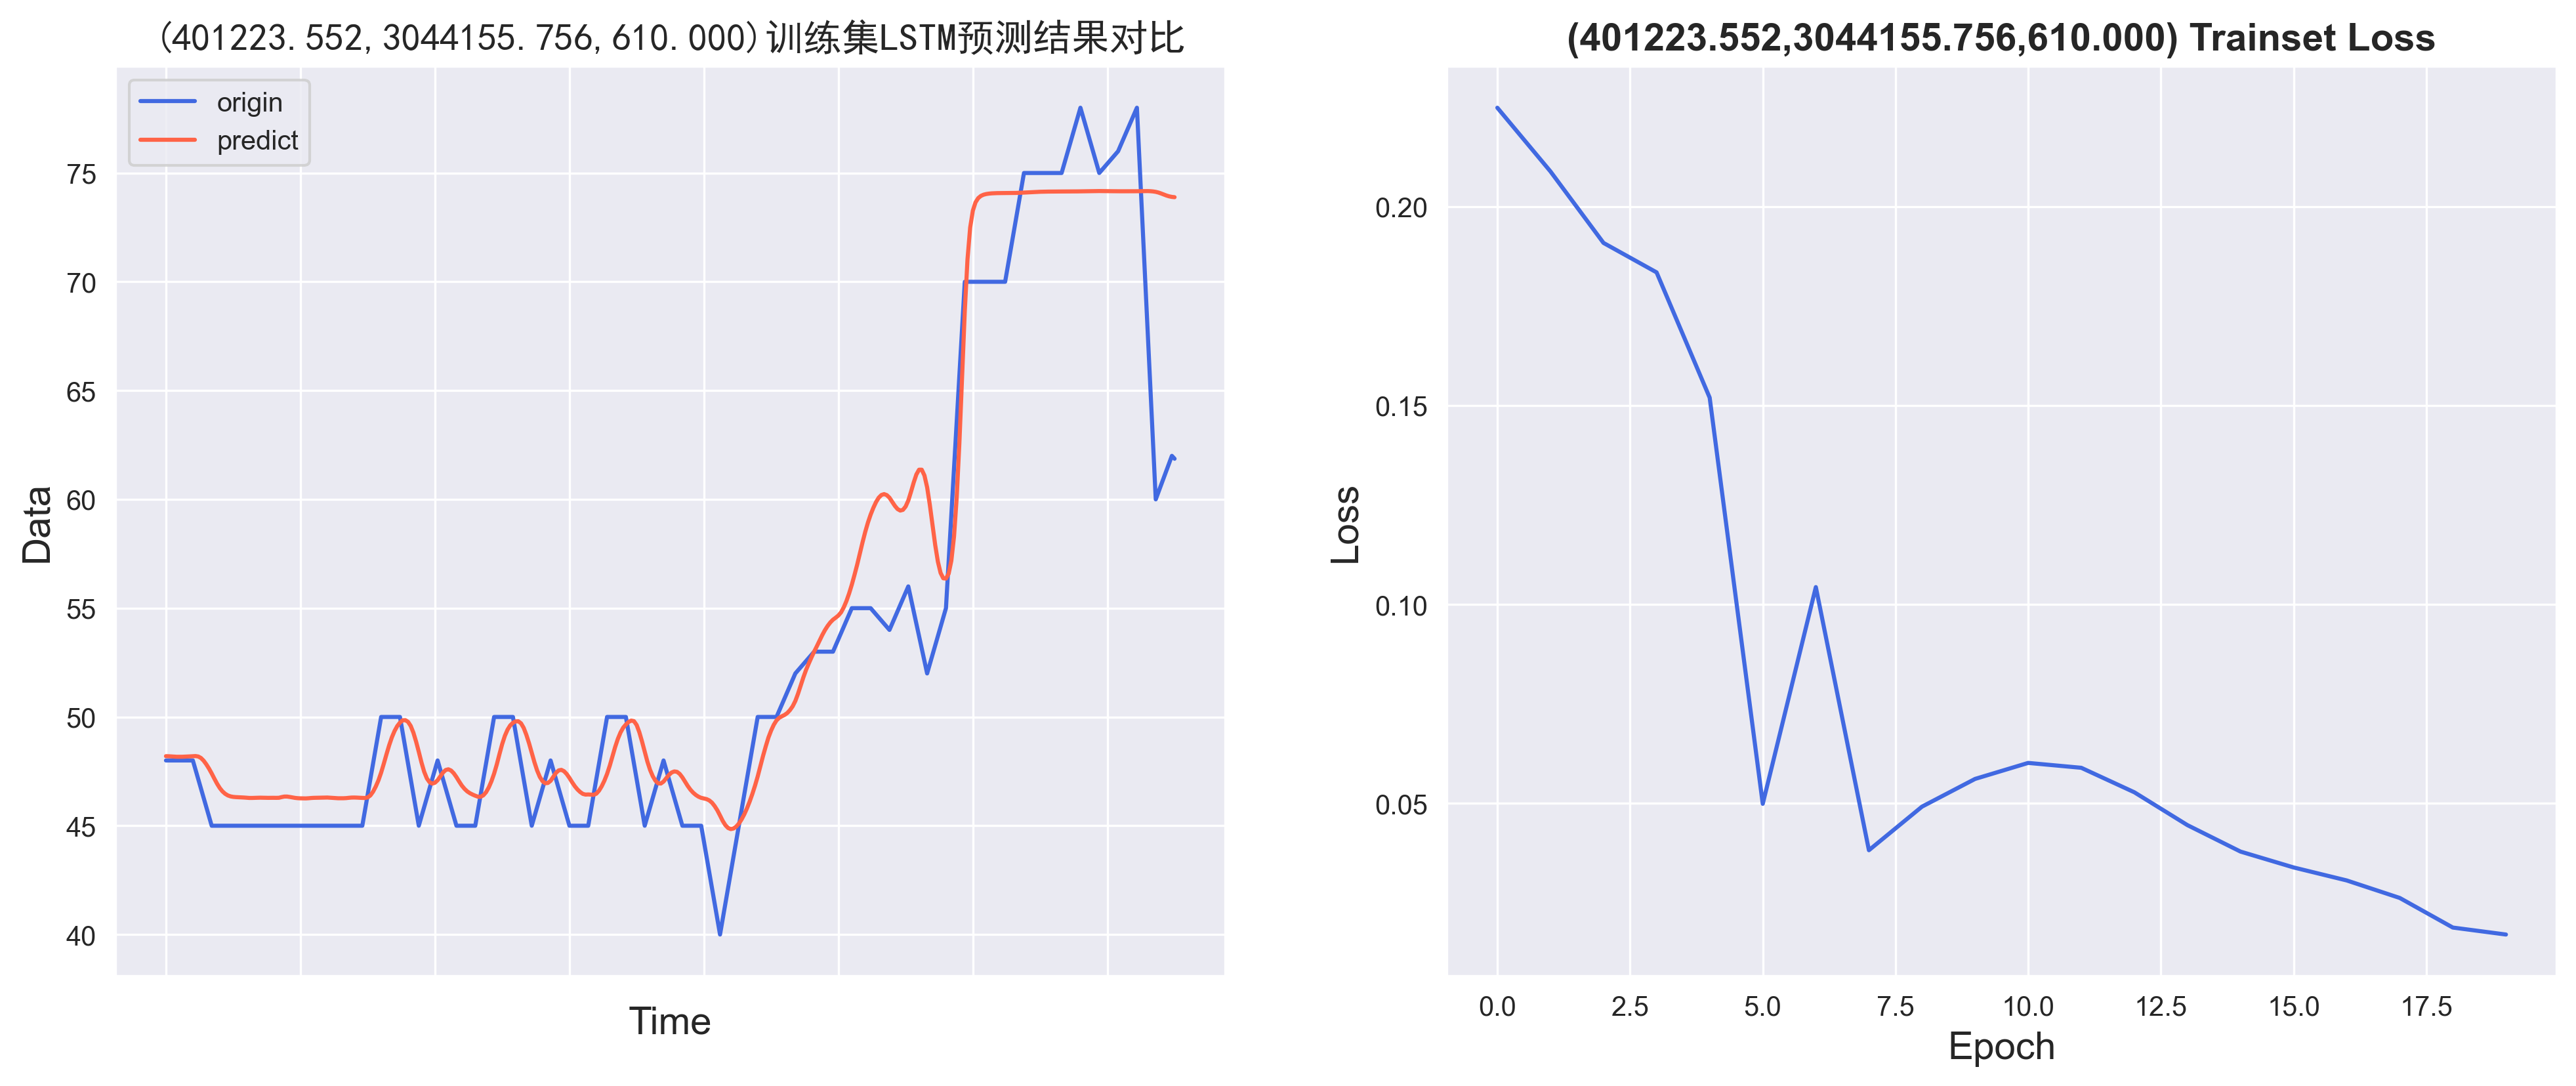 (401223.552,3044155.756,610.000)训练集LSTM预测结果对比
origin
predict
75
70
65
60
55
50
45
40
Data
Time
(401223.552,3044155.756,610.000) Trainset Loss
0.20
0.15
0.10
0.05
Loss
0.0 2.5 5.0 7.5 10.0 12.5 15.0 17.5
Epoch